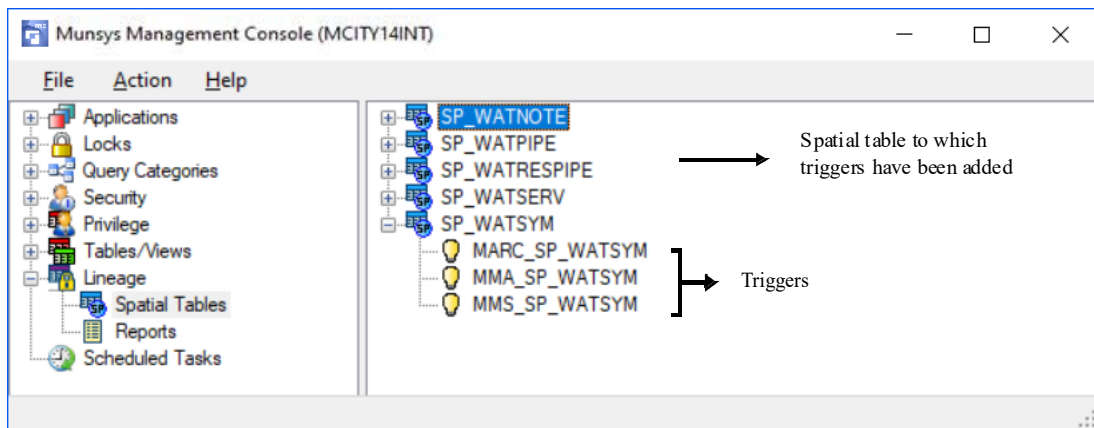 Munsys Management Console (MCITY14INT)
File Action Help
Applications
Locks
Query Categories
Security
Privilege
Tables/Views
Lineage
Spatial Tables
Reports
Scheduled Tasks
SP_WATNOTE
SP_WATPIPE
SP_WATRESPIPE
SP_WATSERV
SP_WATSYM
MARC_SP_WATSYM
MMA_SP_WATSYM
MMS_SP_WATSYM
Spatial table to which
triggers have been added
Triggers